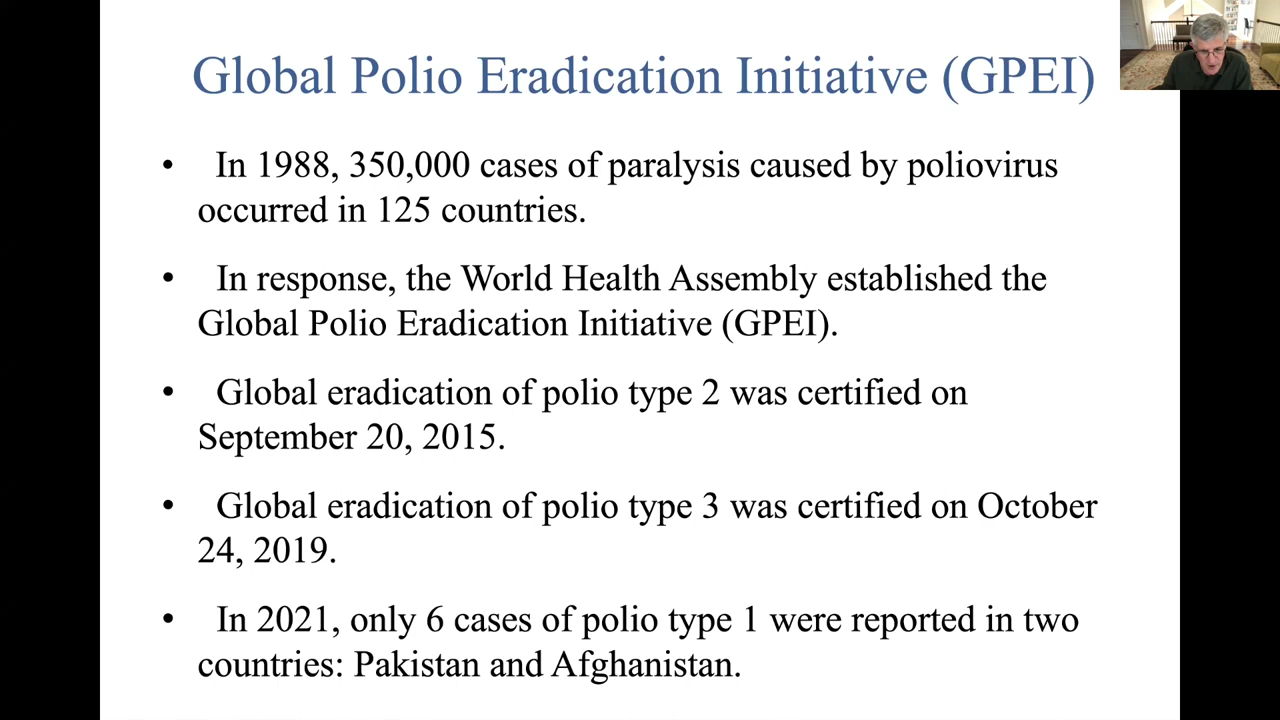 Global Polio Eradication Initiative (GPEI)
• In 1988, 350,000 cases of paralysis caused by poliovirus
occurred in 125 countries.
• In response, the World Health Assembly established the
Global Polio Eradication Initiative (GPEI).
• Global eradication of polio type 2 was certified on
September 20, 2015.
• Global eradication of polio type 3 was certified on October
24, 2019.
• In 2021, only 6 cases of polio type 1 were reported in two
countries: Pakistan and Afghanistan.